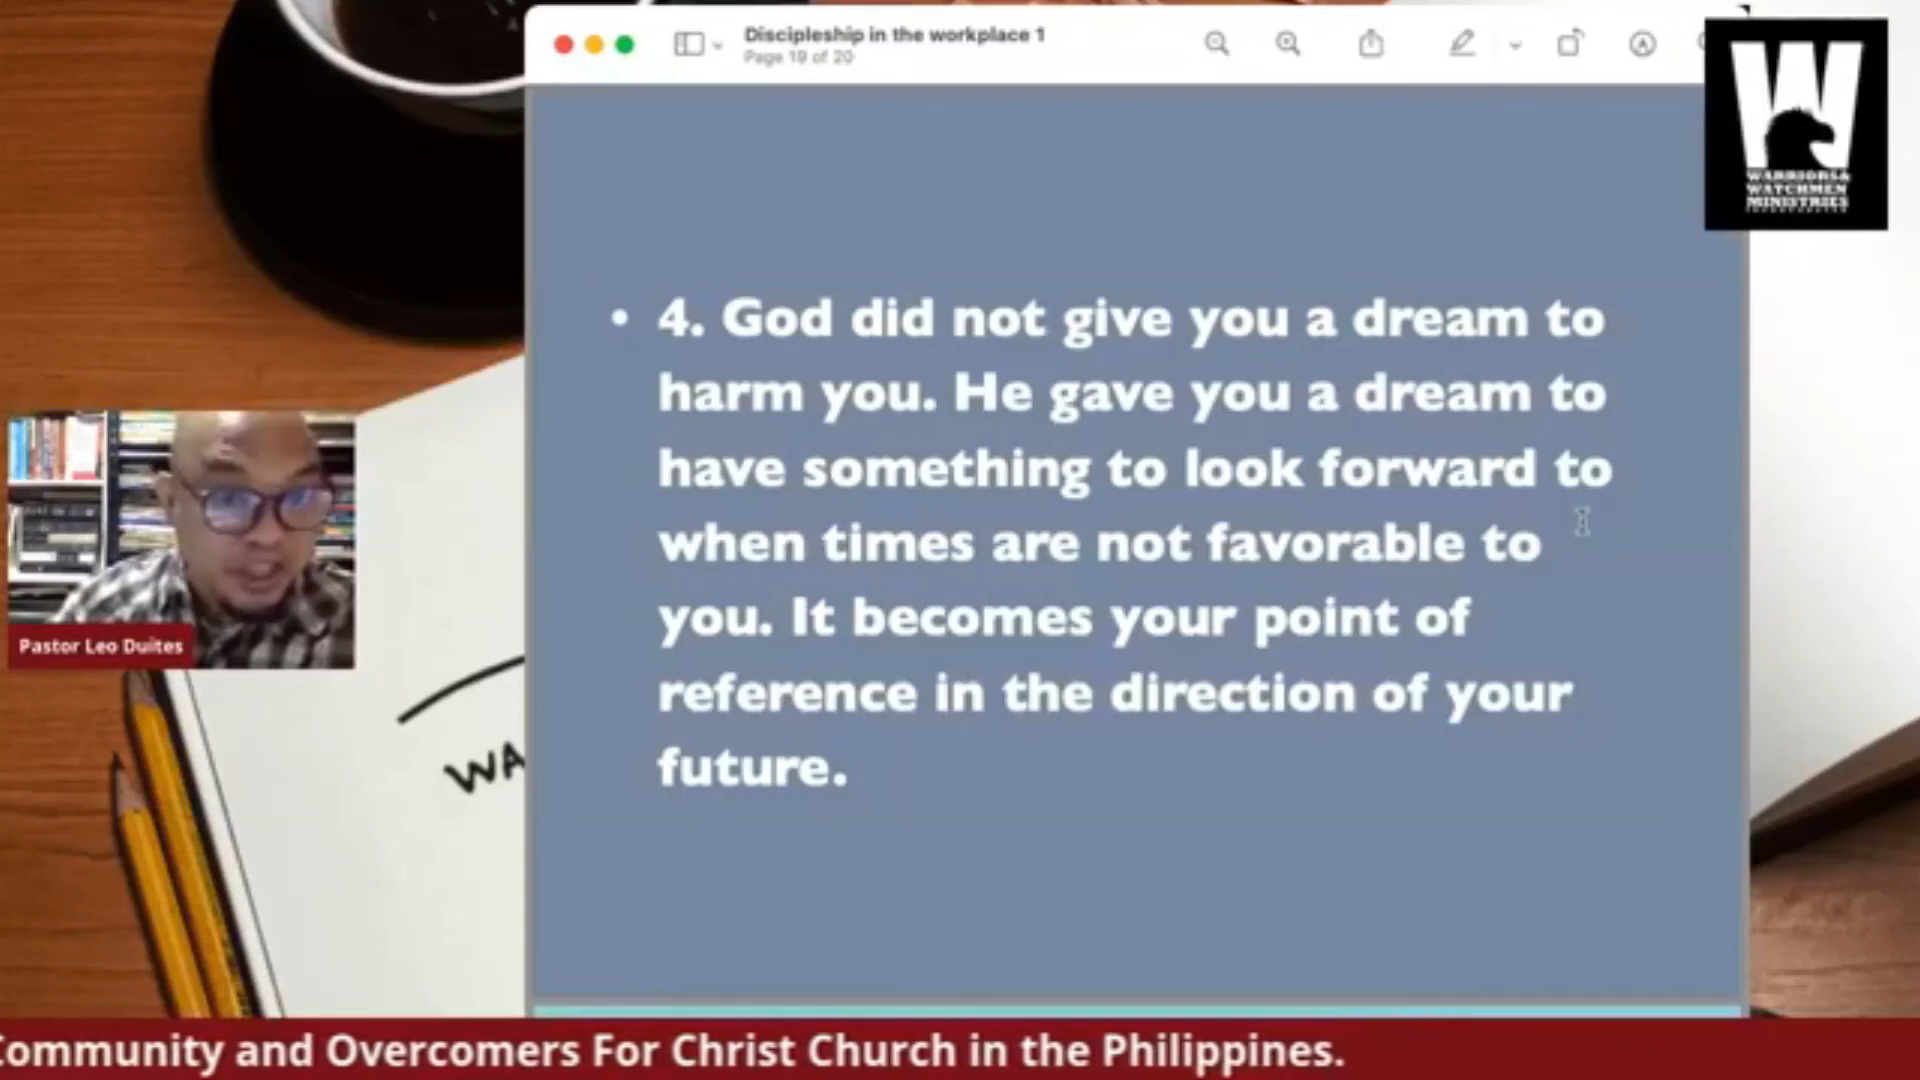 Discipleship in the workplace 1
Page 19 of 20
WARRIORS&
WATCHMEN
MINISTRIES
• 4. God did not give you a dream to
harm you. He gave you a dream to
have something to look forward to
when times are not favorable to
you. It becomes your point of
reference in the direction of your
future.
Pastor Leo Duites
WA
Community and Overcomers For Christ Church in the Philippines.